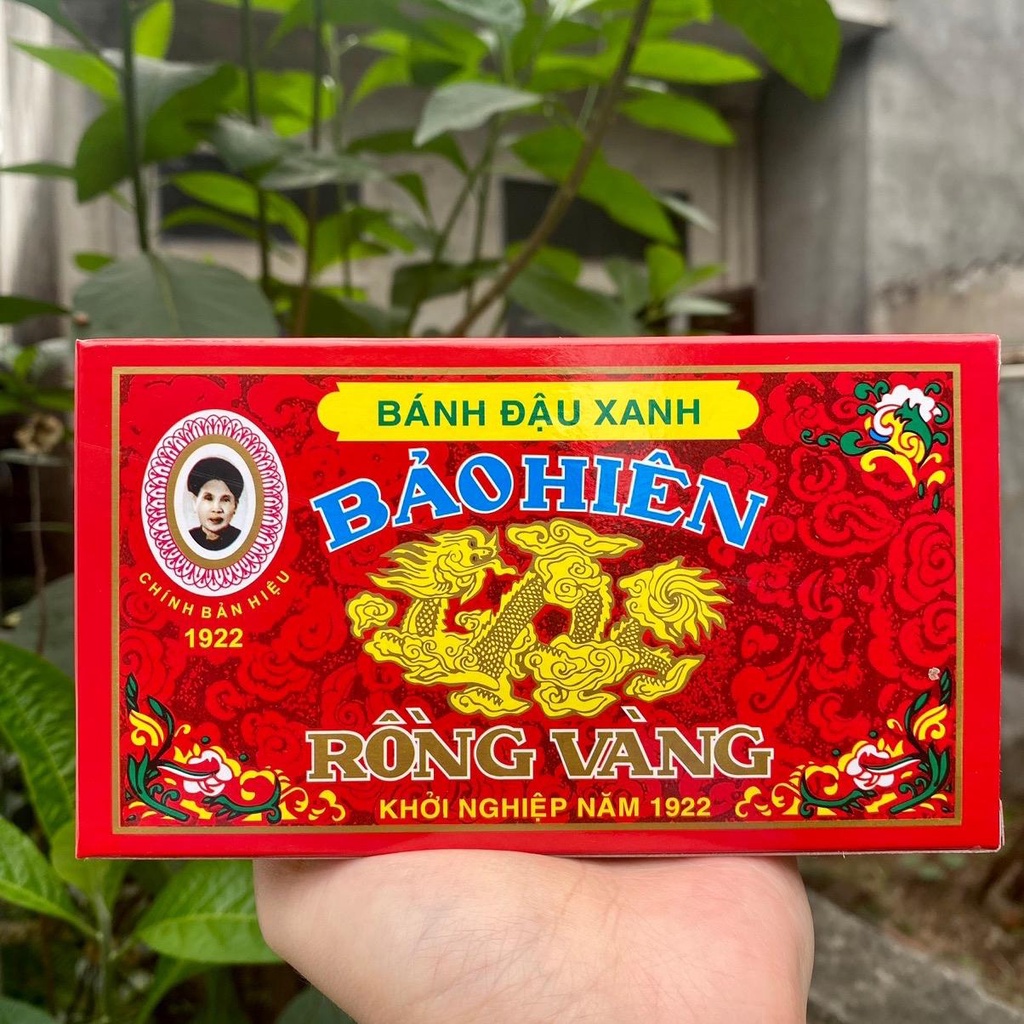 BÁNH ĐẬU XANH
BẢO HIÊN
CHÍNH BẢN HIỆU
1922
RỒNG VÀNG
KHỞI NGHIỆP NĂM 1922